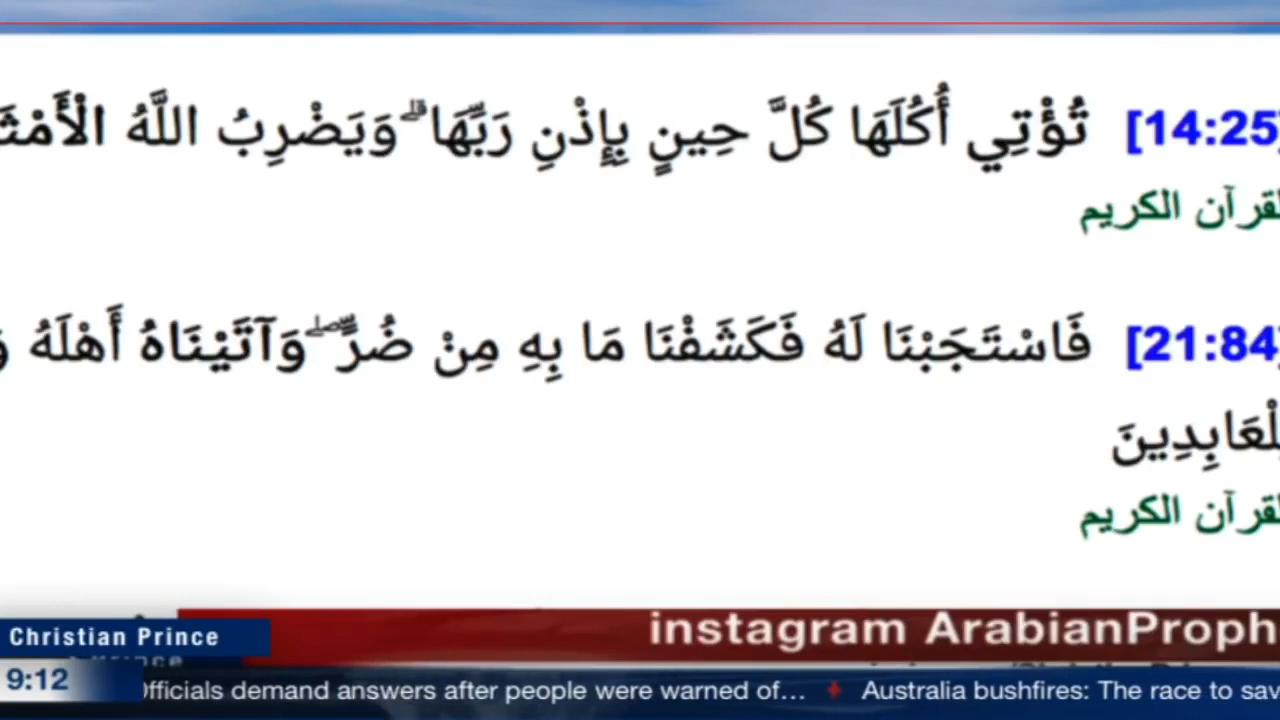 [14:25] تُؤْتِي أُكُلَهَا كُلَّ حِينٍ بِإِذْنِ رَبِّهَا ۗ وَيَضْرِبُ اللَّهُ
القرآن الكريم
[21:84] فَاسْتَجَبْنَا لَهُ فَكَشَفْنَا مَا بِهِ مِنْ ضُرٍّ ۖ وَآتَيْنَاهُ أَهْلَهُ
لِلْعَابِدِينَ
القرآن الكريم
instagram ArabianProph
Christian Prince
9:12 Officials demand answers after people were warned of... Australia bushfires: The race to sav